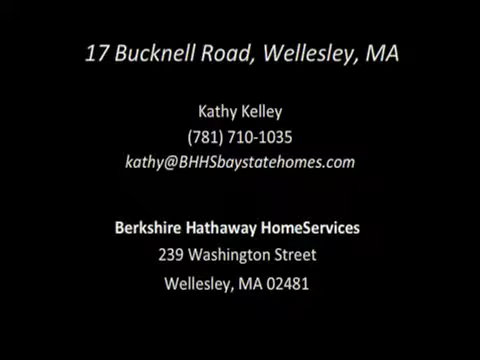 17 Bucknell Road, Wellesley, MA
Kathy Kelley
(781) 710-1035
kathy@BHHSbaystatehomes.com
Berkshire Hathaway HomeServices
239 Washington Street
Wellesley, MA 02481